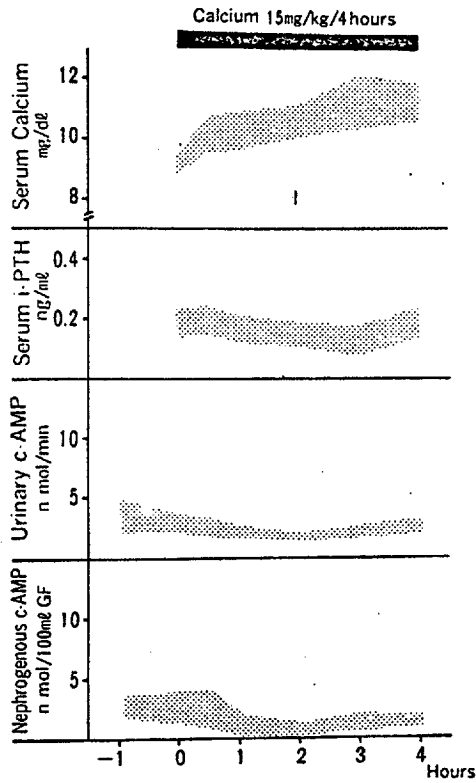 Calcium 15mg/kg/4 hours
Serum Calcium
mg/dℓ
12
10
8
Serum i-PTH
ng/mℓ
0.4
0.2
Urinary c-AMP
n mol/min
10
5
Nephrogenous c-AMP
n mol/100mℓ GF
10
5
-1 0 1 2 3 4
Hours